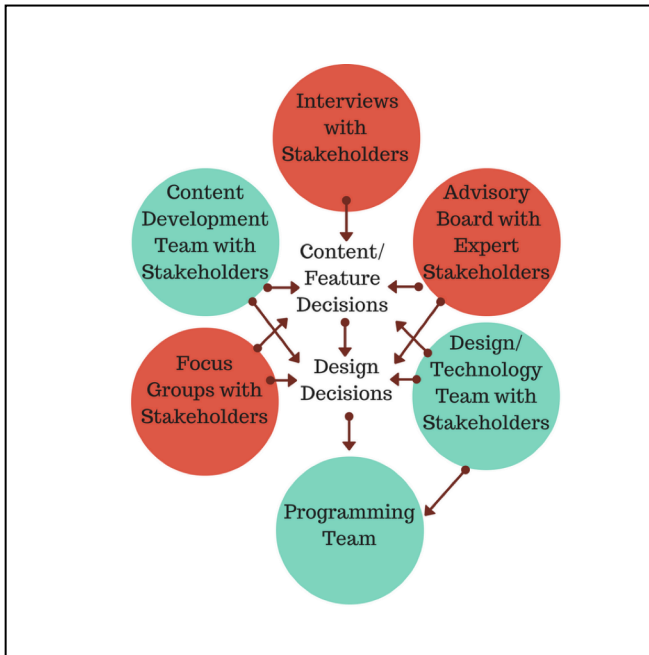 Interviews
with
Stakeholders
Content
Development
Team with
Stakeholders
Advisory
Board with
Expert
Stakeholders
Content/
Feature
Decisions
Focus
Groups with
Stakeholders
Design
Decisions
Design/
Technology
Team with
Stakeholders
Programming
Team